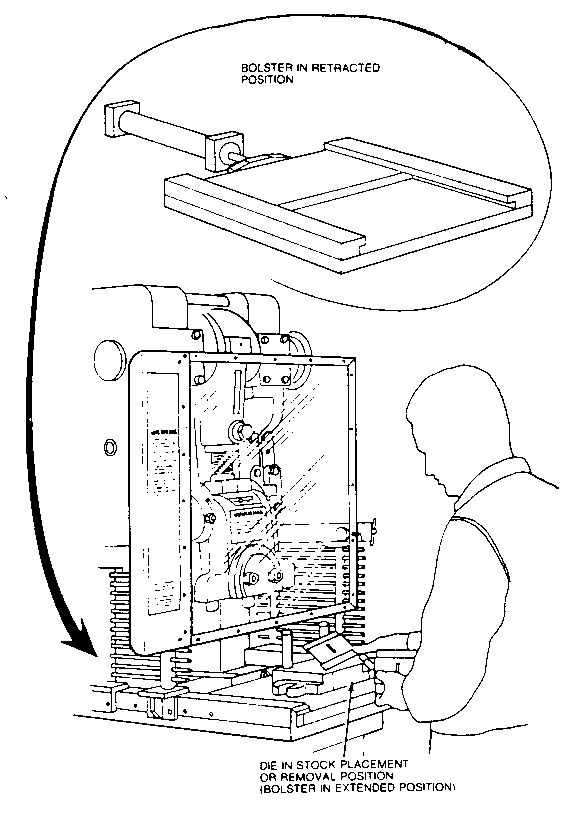 BOLSTER IN RETRACTED
POSITION
DIE IN STOCK PLACEMENT
OR REMOVAL POSITION
(BOLSTER IN EXTENDED POSITION)